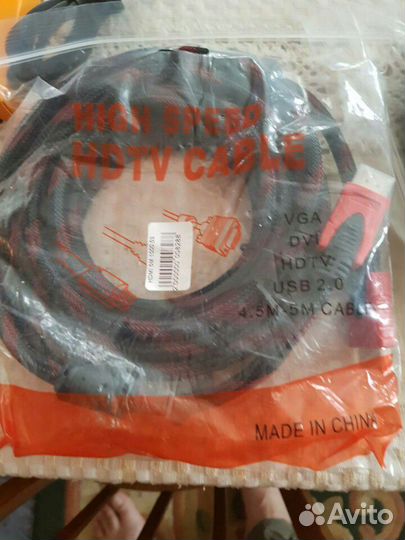 HIGH SPEED
HDTV CABLE
VGA
DVI
HDTV
USB 2.0
4.5M-5M CABLE
MADE IN CHINA
Avito